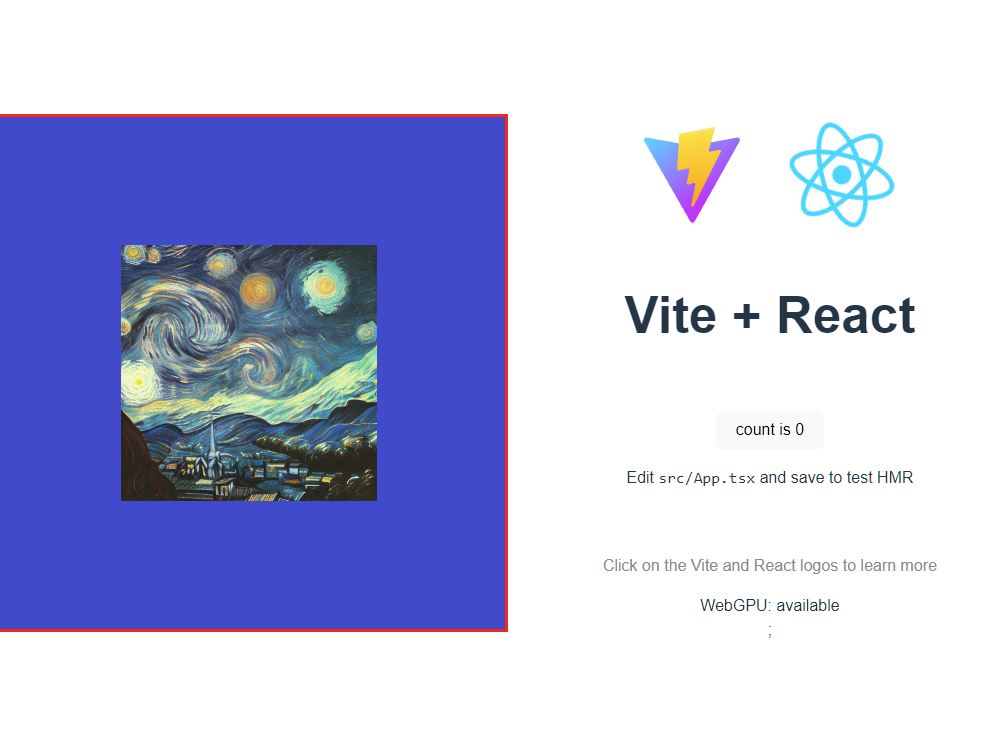 Vite + React
count is 0
Edit src/App.tsx and save to test HMR
Click on the Vite and React logos to learn more
WebGPU: available
;